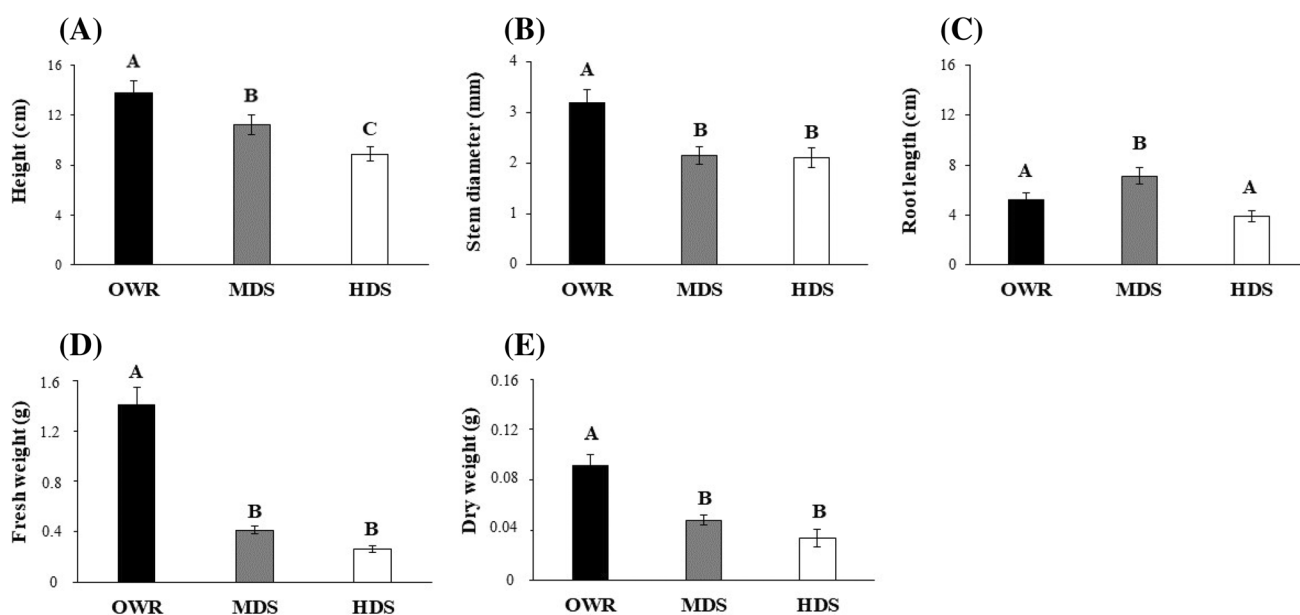 (A)
Height (cm)
16
12
8
4
0
A
B
C
OWR MDS HDS
(B)
Stem diameter (mm)
4
3
2
1
0
A
B
B
OWR MDS HDS
(C)
Root length (cm)
16
12
8
4
0
A
B
A
OWR MDS HDS
(D)
Fresh weight (g)
1.6
1.2
0.8
0.4
0
A
B
B
OWR MDS HDS
(E)
Dry weight (g)
0.16
0.12
0.08
0.04
0
A
B
B
OWR MDS HDS